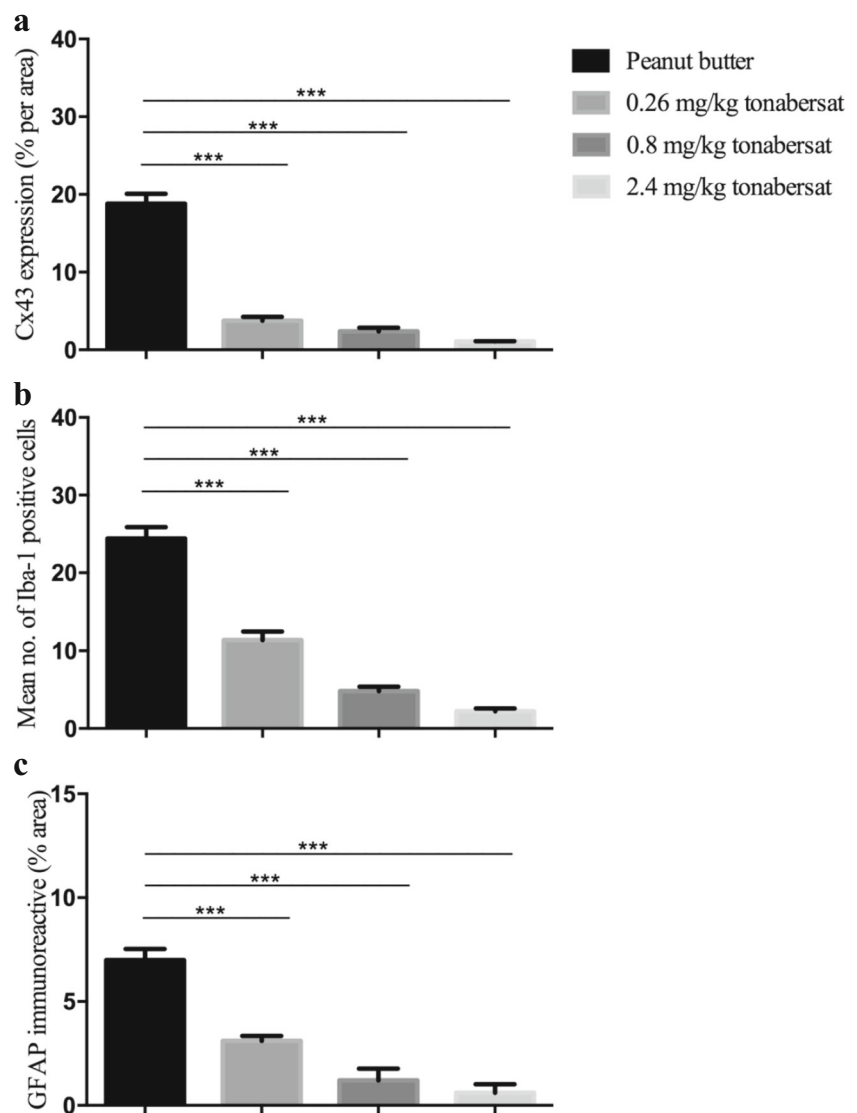 a
Cx43 expression (% per area)
40
30
20
10
0
***
***
***
Peanut butter
0.26 mg/kg tonabersat
0.8 mg/kg tonabersat
2.4 mg/kg tonabersat
b
Mean no. of Iba-1 positive cells
40
30
20
10
0
***
***
***
c
GFAP immunoreactive (% area)
15
10
5
0
***
***
***